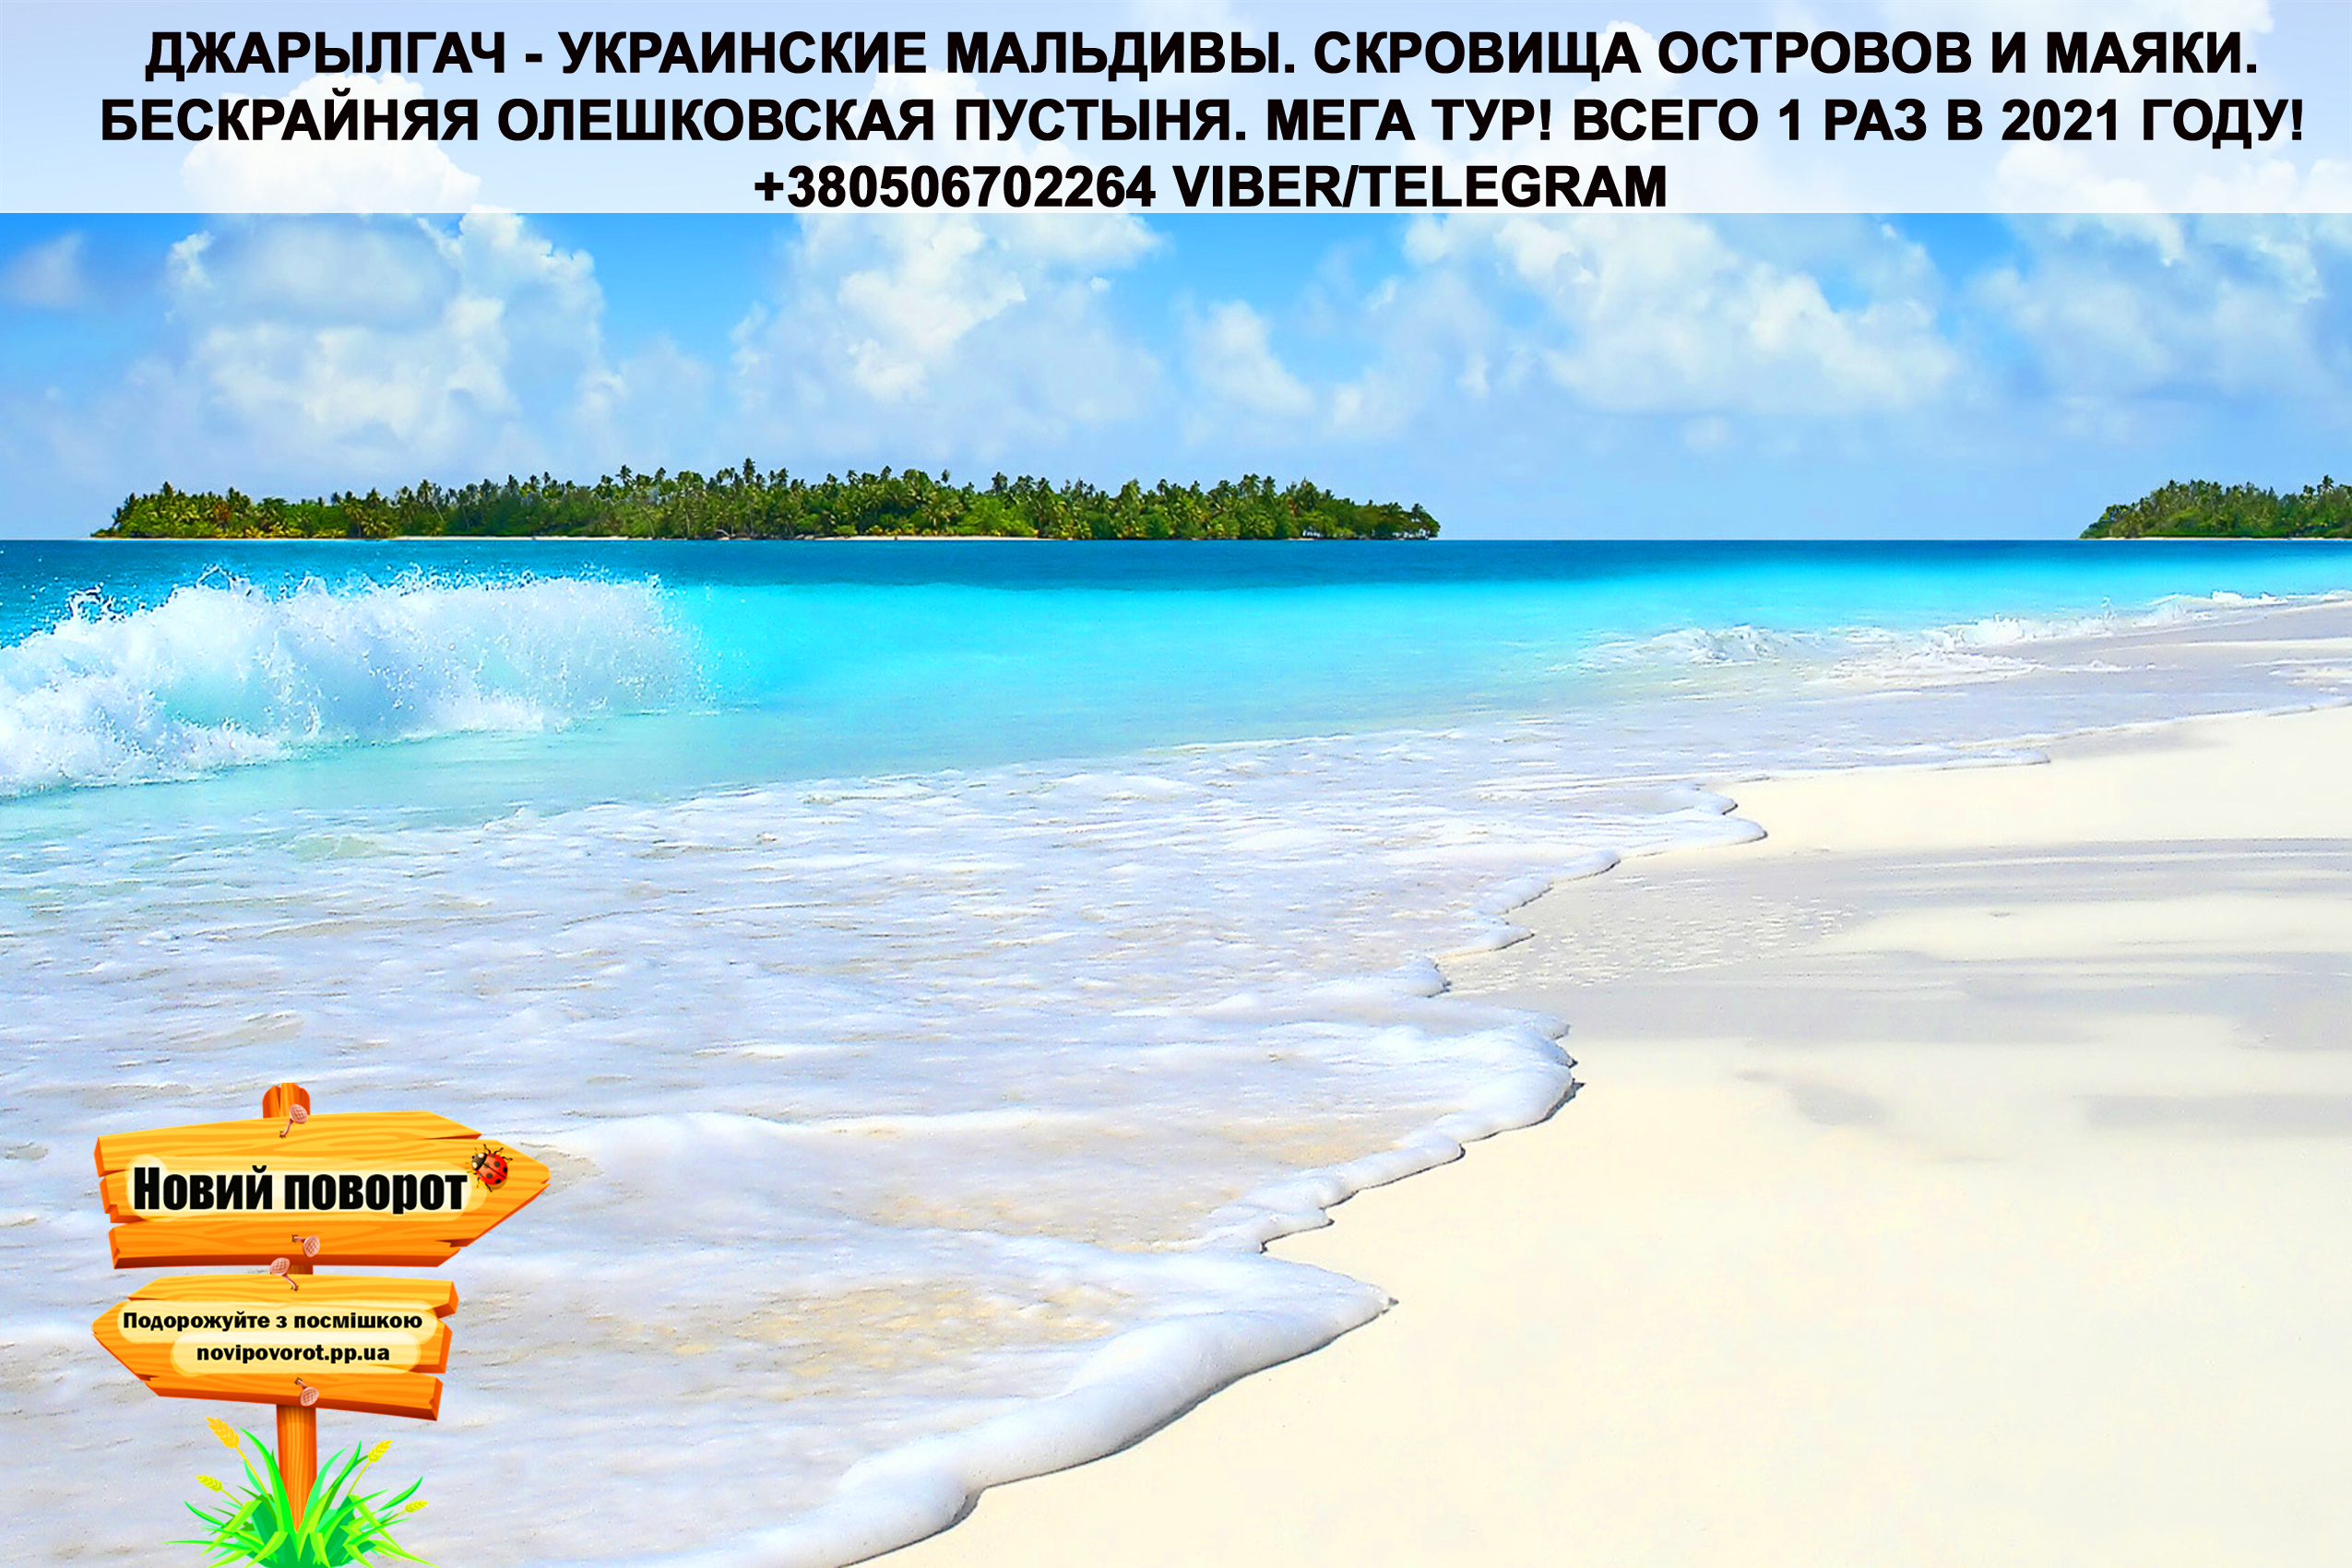 ДЖАРЫЛГАЧ - УКРАИНСКИЕ МАЛЬДИВЫ. СКРОВИЩА ОСТРОВОВ И МАЯКИ.
БЕСКРАЙНЯЯ ОЛЕШКОВСКАЯ ПУСТЫНЯ. МЕГА ТУР! ВСЕГО 1 РАЗ В 2021 ГОДУ!
+380506702264 VIBER/TELEGRAM
Новий поворот
Подорожуйте з посмішкою
novipovorot.pp.ua